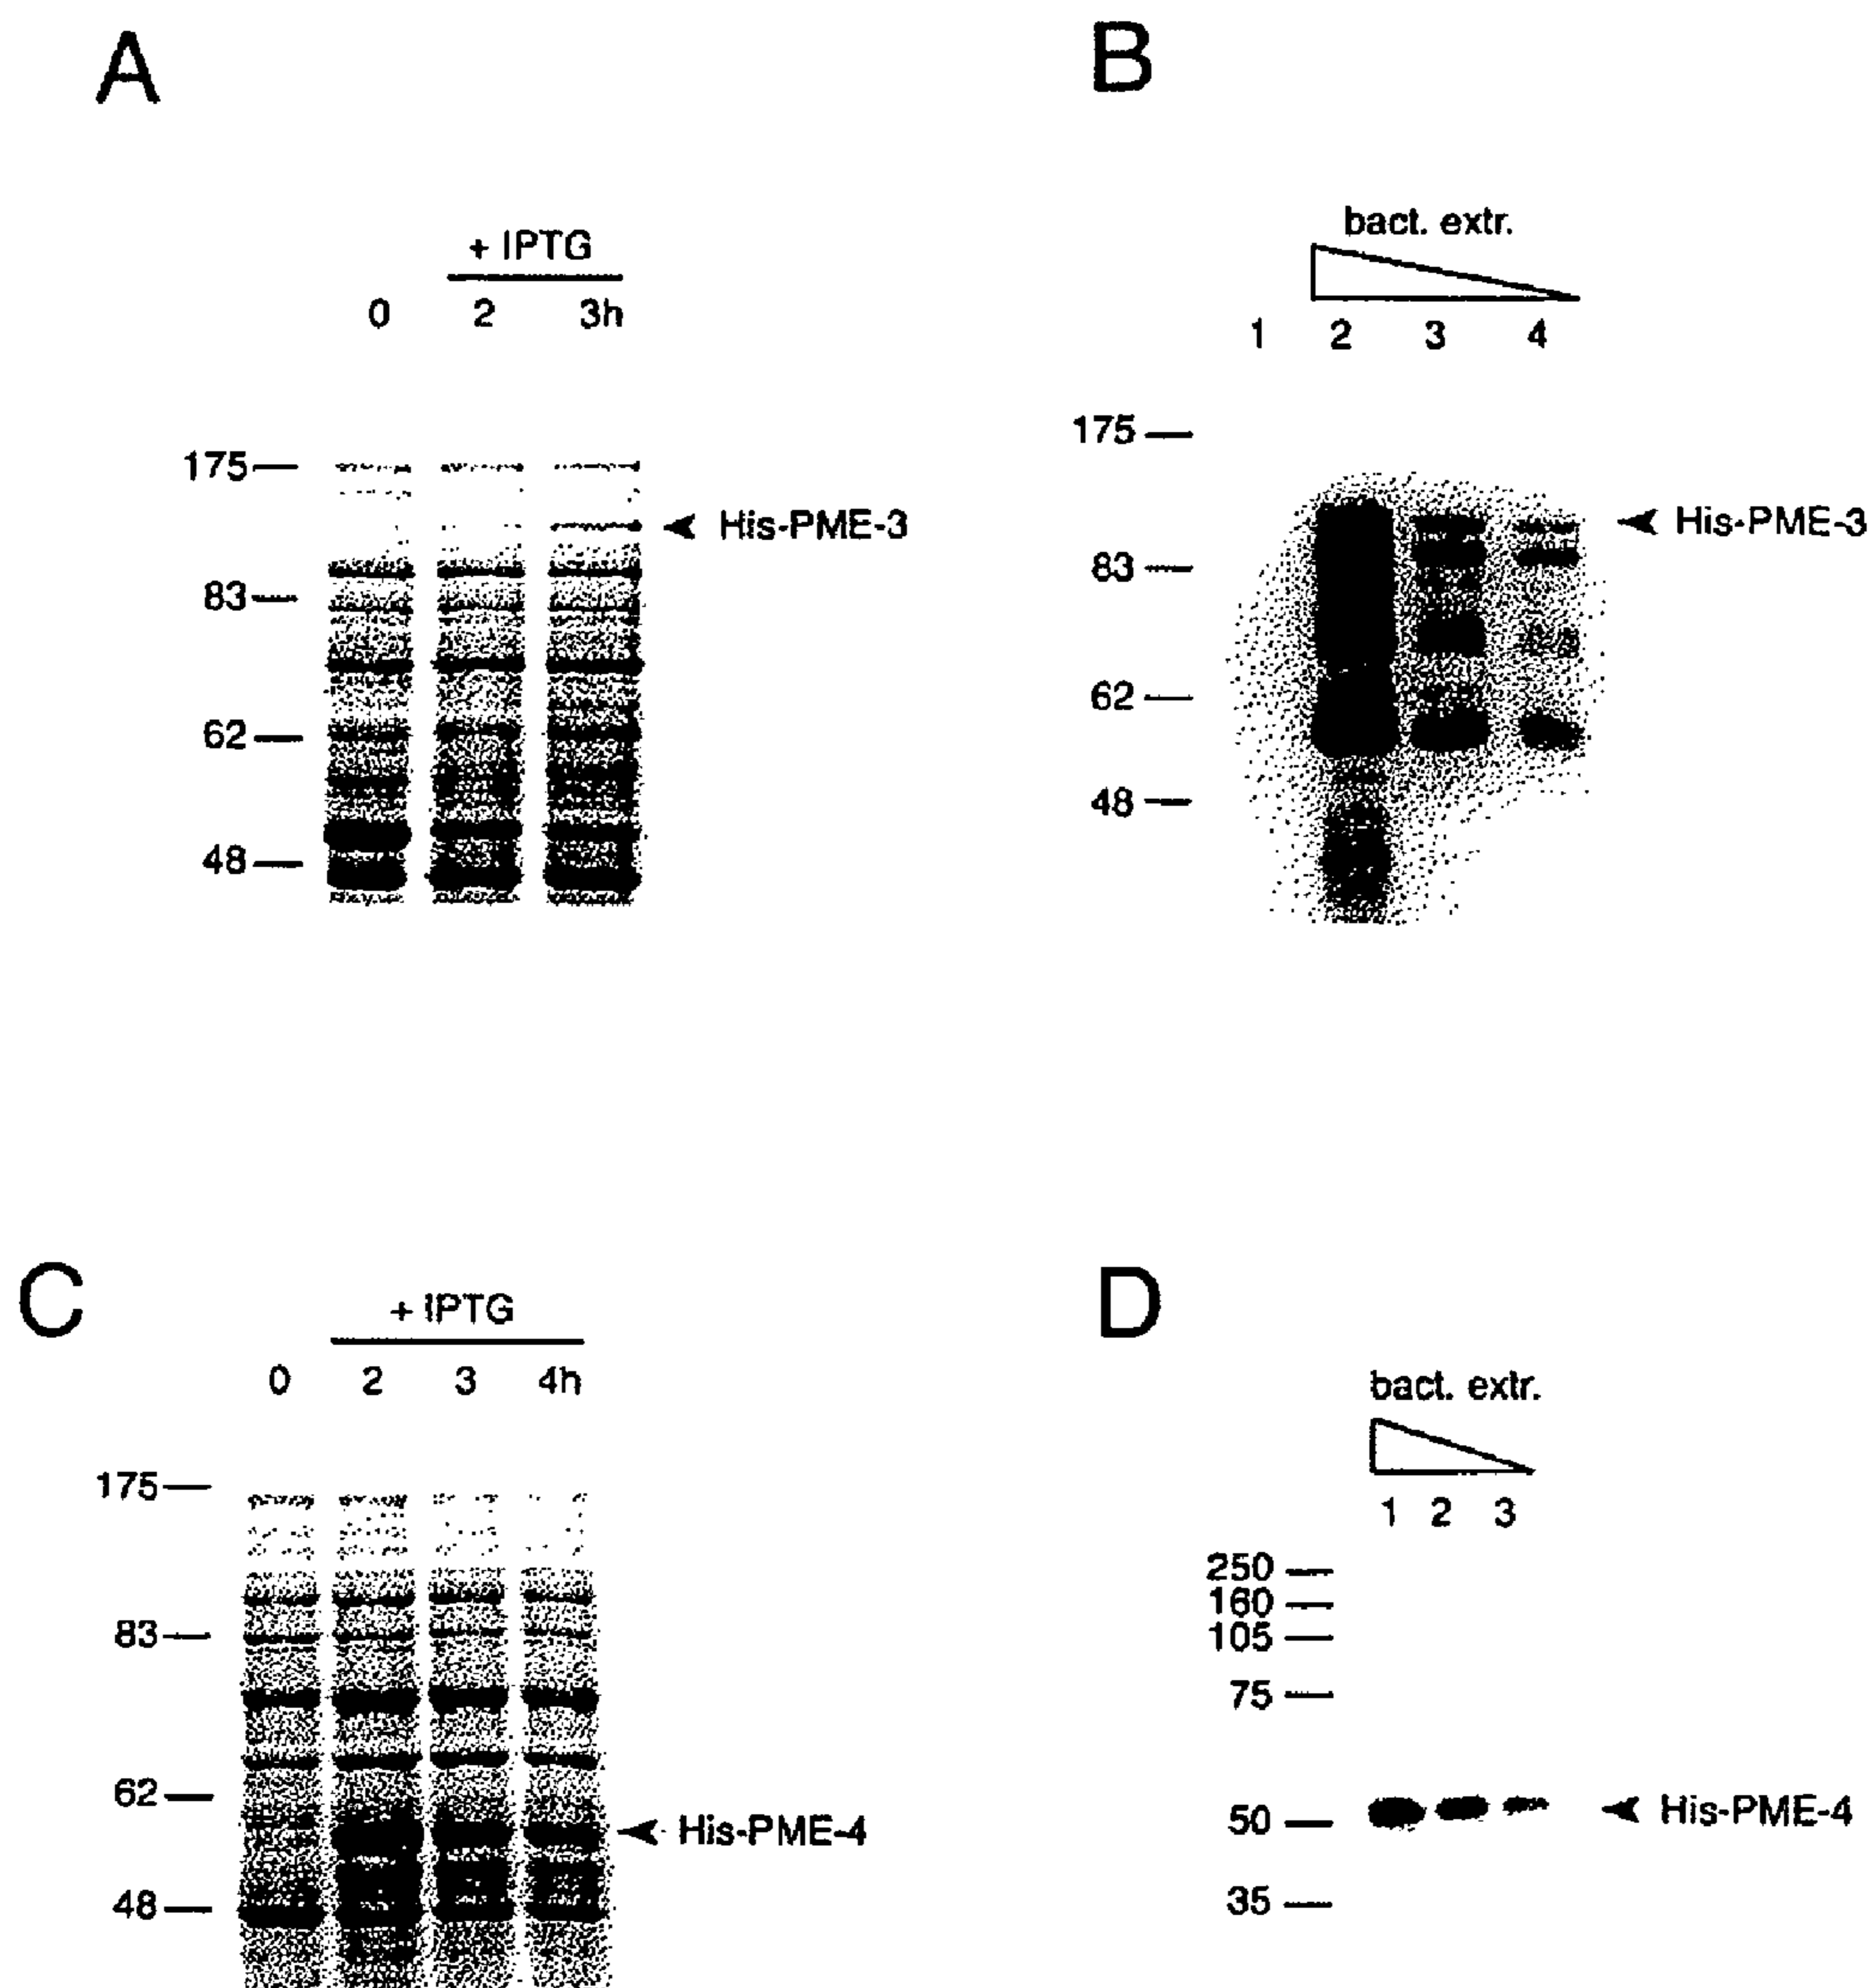 A
+ IPTG
0 2 3h
175
His-PME-3
83
62
48
B
bact. extr.
1 2 3 4
175
His-PME-3
83
62
48
C
+ IPTG
0 2 3 4h
175
83
62
His-PME-4
48
D
bact. extr.
1 2 3
250
160
105
75
50
His-PME-4
35